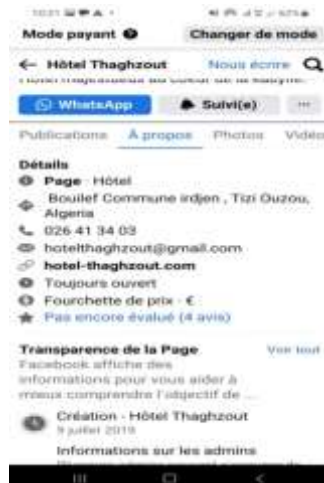 10:31
Mode payant Changer de mode
Hôtel Thaghzout Nous écrire
WhatsApp Suivi(e)
Publications À propos Photos Vidéo
Détails
Page · Hôtel
Bouilef Commune irdjen , Tizi Ouzou,
Algeria
026 41 34 03
hotelthaghzout@gmail.com
hotel-thaghzout.com
Toujours ouvert
Fourchette de prix · €
Pas encore évalué (4 avis)
Transparence de la Page Voir tout
Facebook affiche des
informations pour vous aider à
mieux comprendre l'objectif de ...
Création - Hôtel Thaghzout
9 juillet 2019
Informations sur les admins